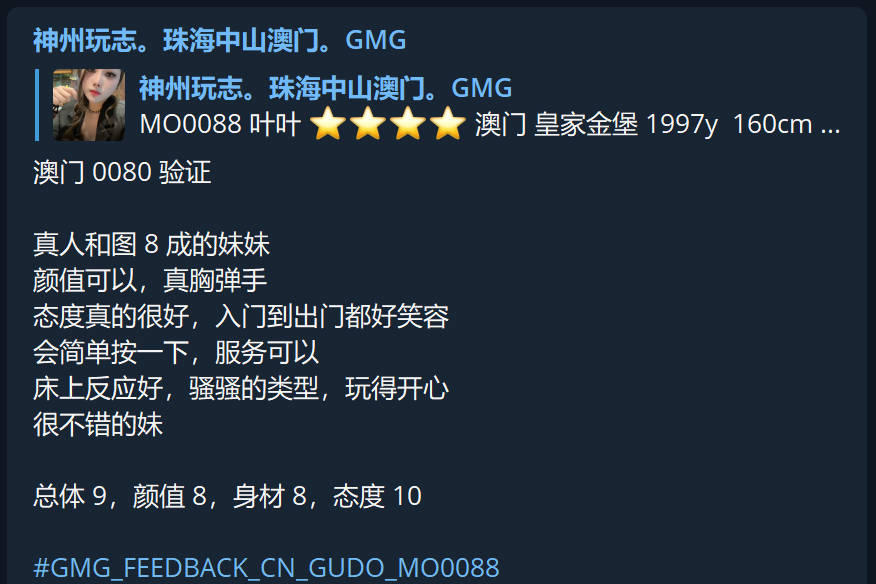 神州玩志。珠海中山澳门。GMG
神州玩志。珠海中山澳门。GMG
MO0088 叶叶 ⭐⭐⭐⭐ 澳门 皇家金堡 1997y 160cm ...
澳门 0080 验证
真人和图 8 成的妹妹
颜值可以，真胸弹手
态度真的很好，入门到出门都好笑容
会简单按一下，服务可以
床上反应好，骚骚的类型，玩得开心
很不错的妹
总体 9，颜值 8，身材 8，态度 10
#GMG_FEEDBACK_CN_GUDO_MO0088